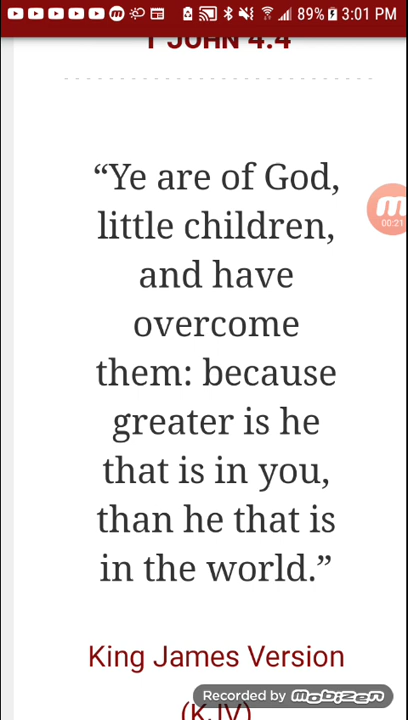 89% 3:01 PM
1 JOHN 4:4
“Ye are of God,
little children,
and have
overcome
them: because
greater is he
that is in you,
than he that is
in the world.”
00:21
King James Version
(KJV)
Recorded by mobizen